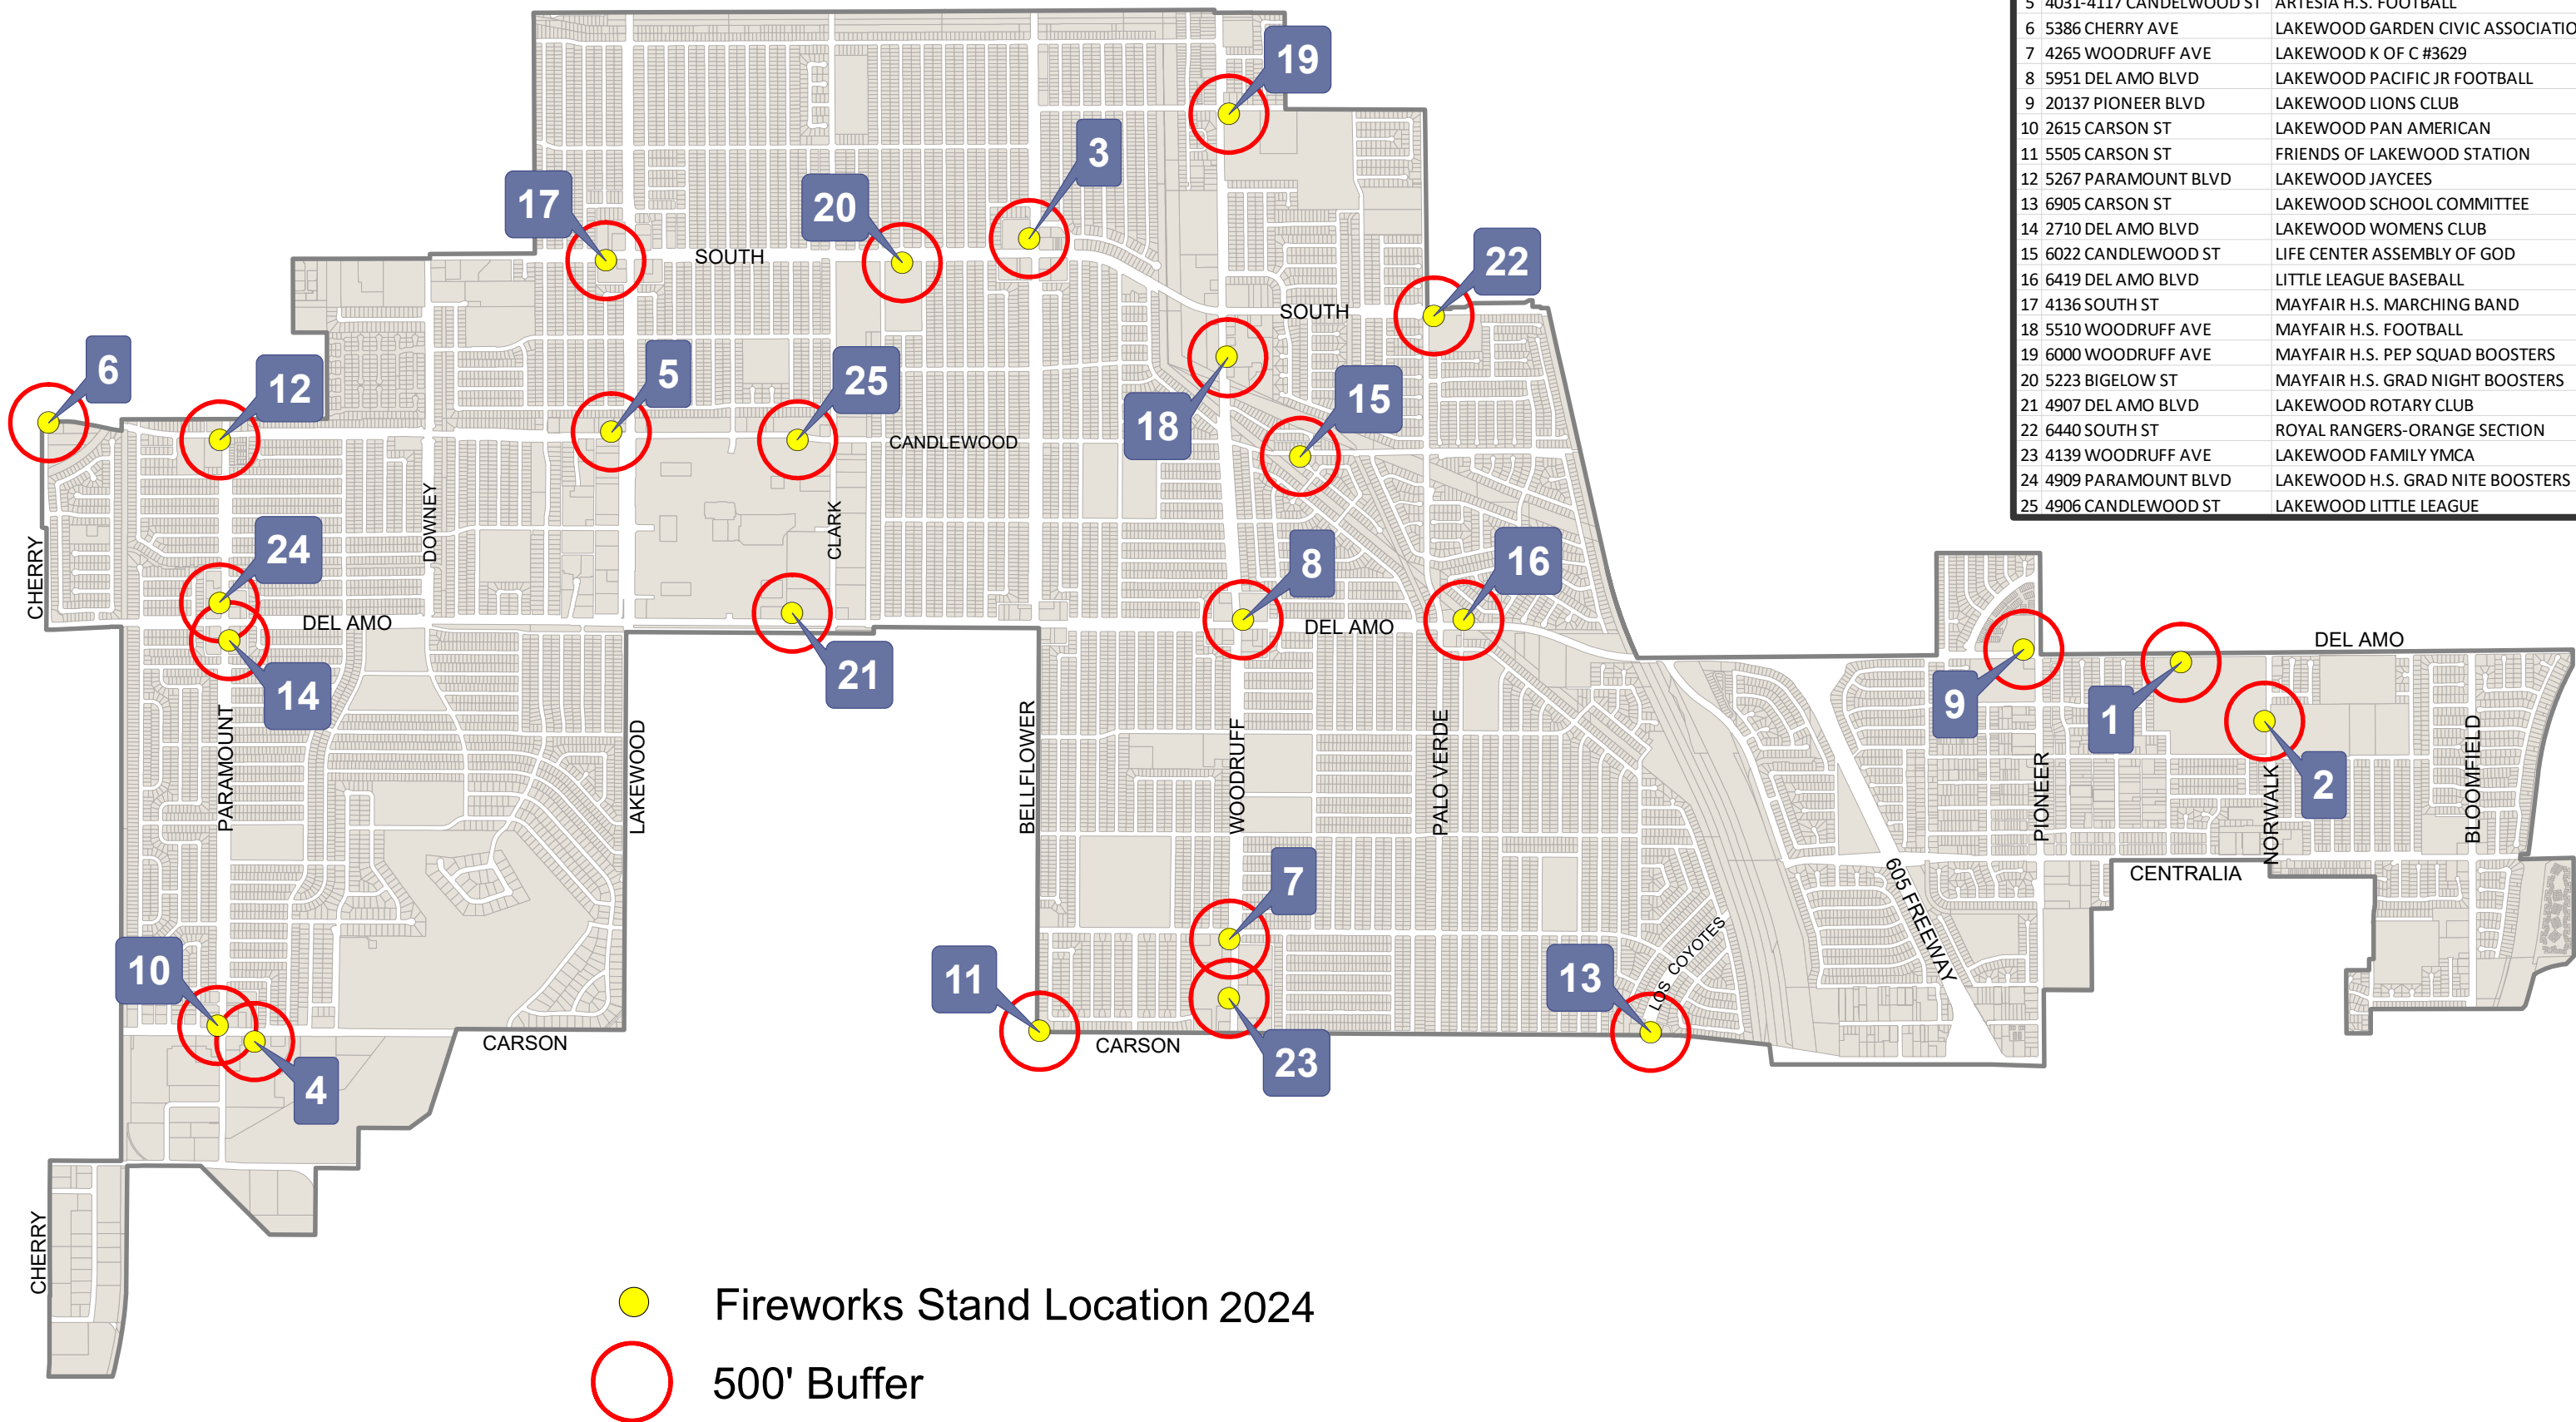 5 4031-4117 CANDELWOOD ST ARTESIA H.S. FOOTBALL
6 5386 CHERRY AVE LAKEWOOD GARDEN CIVIC ASSOCIATIO
7 4265 WOODRUFF AVE LAKEWOOD K OF C #3629
8 5951 DEL AMO BLVD LAKEWOOD PACIFIC JR FOOTBALL
9 20137 PIONEER BLVD LAKEWOOD LIONS CLUB
10 2615 CARSON ST LAKEWOOD PAN AMERICAN
11 5505 CARSON ST FRIENDS OF LAKEWOOD STATION
12 5267 PARAMOUNT BLVD LAKEWOOD JAYCEES
13 6905 CARSON ST LAKEWOOD SCHOOL COMMITTEE
14 2710 DEL AMO BLVD LAKEWOOD WOMENS CLUB
15 6022 CANDLEWOOD ST LIFE CENTER ASSEMBLY OF GOD
16 6419 DEL AMO BLVD LITTLE LEAGUE BASEBALL
17 4136 SOUTH ST MAYFAIR H.S. MARCHING BAND
18 5510 WOODRUFF AVE MAYFAIR H.S. FOOTBALL
19 6000 WOODRUFF AVE MAYFAIR H.S. PEP SQUAD BOOSTERS
20 5223 BIGELOW ST MAYFAIR H.S. GRAD NIGHT BOOSTERS
21 4907 DEL AMO BLVD LAKEWOOD ROTARY CLUB
22 6440 SOUTH ST ROYAL RANGERS-ORANGE SECTION
23 4139 WOODRUFF AVE LAKEWOOD FAMILY YMCA
24 4909 PARAMOUNT BLVD LAKEWOOD H.S. GRAD NITE BOOSTERS
25 4906 CANDLEWOOD ST LAKEWOOD LITTLE LEAGUE
19
3
17
20
SOUTH
22
SOUTH
6
12
5
25
15
18
CANDLEWOOD
DOWNEY
CLARK
CHERRY
24
8
16
DEL AMO
DEL AMO
DEL AMO
14
21
9
1
2
PARAMOUNT
LAKEWOOD
BELLFLOWER
WOODRUFF
PALO VERDE
PIONEER
NORWALK
BLOOMFIELD
CENTRALIA
605 FREEWAY
7
LOS COYOTES
10
11
13
CARSON
CARSON
23
4
CHERRY
Fireworks Stand Location 2024
500' Buffer